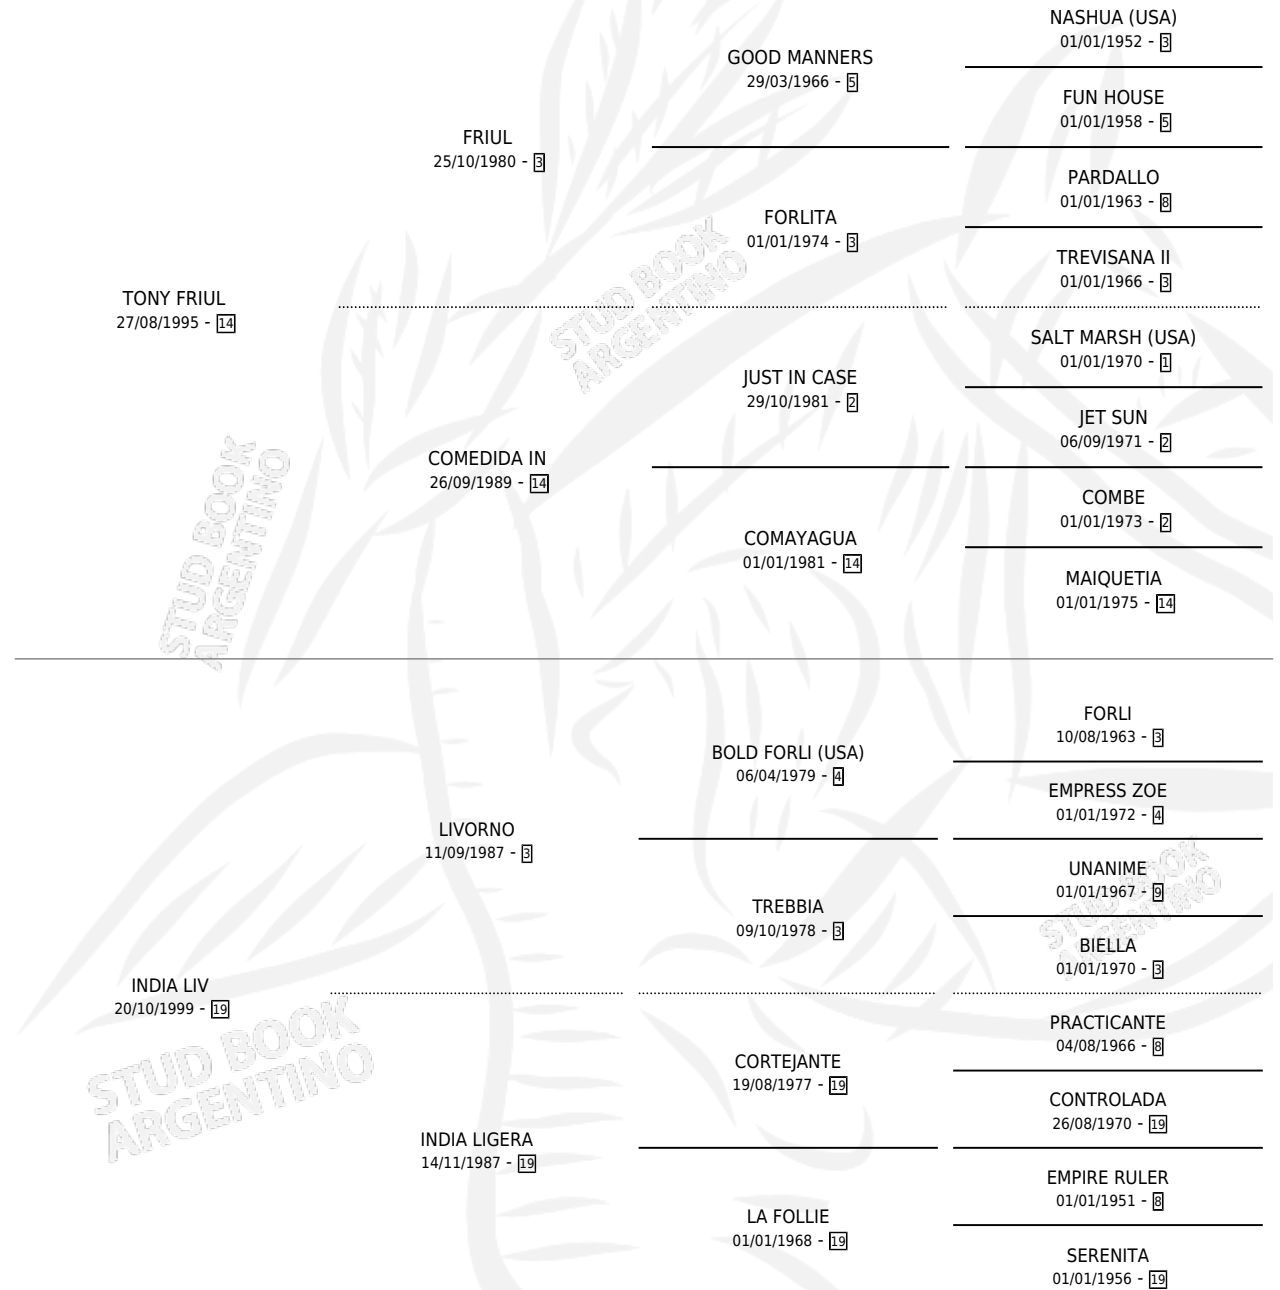 NASHUA (USA)
01/01/1952 - 3
GOOD MANNERS
29/03/1966 - 5
FUN HOUSE
01/01/1958 - 5
FRIUL
25/10/1980 - 3
PARDALLO
01/01/1963 - 8
FORLITA
01/01/1974 - 3
TREVISANA II
01/01/1966 - 3
TONY FRIUL
27/08/1995 - 14
SALT MARSH (USA)
01/01/1970 - 1
JUST IN CASE
29/10/1981 - 2
JET SUN
06/09/1971 - 2
COMEDIDA IN
26/09/1989 - 14
COMBE
01/01/1973 - 2
COMAYAGUA
01/01/1981 - 14
MAIQUETIA
01/01/1975 - 14
FORLI
10/08/1963 - 3
BOLD FORLI (USA)
06/04/1979 - 4
EMPRESS ZOE
01/01/1972 - 4
LIVORNO
11/09/1987 - 3
UNANIME
01/01/1967 - 9
TREBBIA
09/10/1978 - 3
BIELLA
01/01/1970 - 3
INDIA LIV
20/10/1999 - 19
PRACTICANTE
04/08/1966 - 8
CORTEJANTE
19/08/1977 - 19
CONTROLADA
26/08/1970 - 19
INDIA LIGERA
14/11/1987 - 19
EMPIRE RULER
01/01/1951 - 8
LA FOLLIE
01/01/1968 - 19
SERENITA
01/01/1956 - 19
STUD BOOK
ARGENTINO
STUD BOOK
ARGENTINO
STUD BOOK
ARGENTINO
STUD BOOK
ARGENTINO